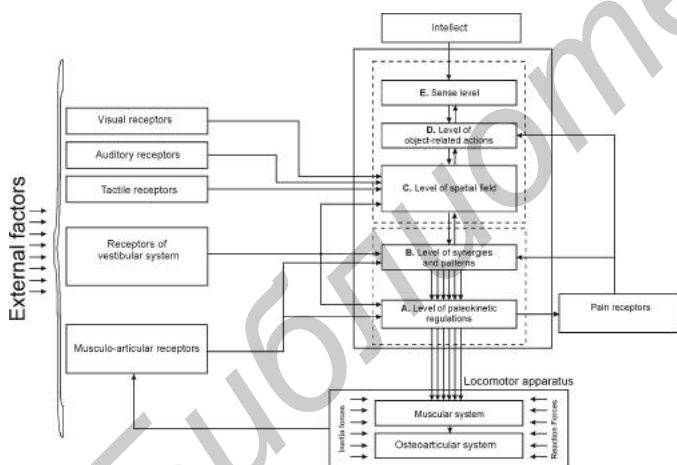 Intellect
E. Sense level
D. Level of
object-related actions
C. Level of spatial field
B. Level of synergies
and patterns
A. Level of paleokinetic
regulations
External factors
Visual receptors
Auditory receptors
Tactile receptors
Receptors of
vestibular system
Musculo-articular receptors
Pain receptors
Locomotor apparatus
Inertia forces
Muscular system
Osteoarticular system
Reaction Forces